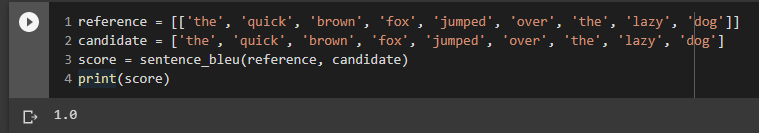 1 reference = [['the', 'quick', 'brown', 'fox', 'jumped', 'over', 'the', 'lazy', 'dog']]
2 candidate = ['the', 'quick', 'brown', 'fox', 'jumped', 'over', 'the', 'lazy', 'dog']
3 score = sentence_bleu(reference, candidate)
4 print(score)
1.0